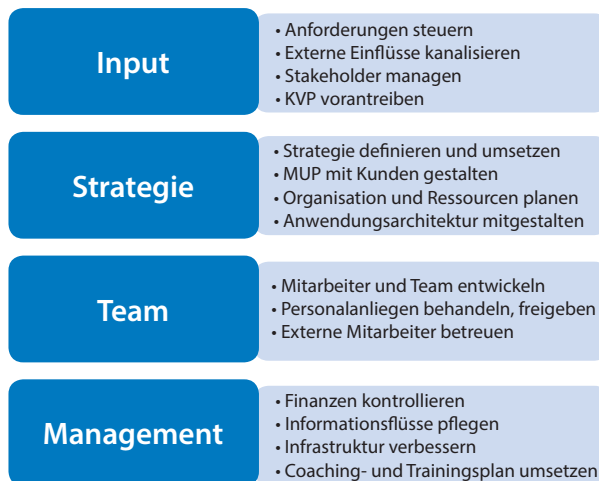 Input
• Anforderungen steuern
• Externe Einflüsse kanalisieren
• Stakeholder managen
• KVP vorantreiben
Strategie
• Strategie definieren und umsetzen
• MUP mit Kunden gestalten
• Organisation und Ressourcen planen
• Anwendungsarchitektur mitgestalten
Team
• Mitarbeiter und Team entwickeln
• Personalanliegen behandeln, freigeben
• Externe Mitarbeiter betreuen
Management
• Finanzen kontrollieren
• Informationsflüsse pflegen
• Infrastruktur verbessern
• Coaching- und Trainingsplan umsetzen